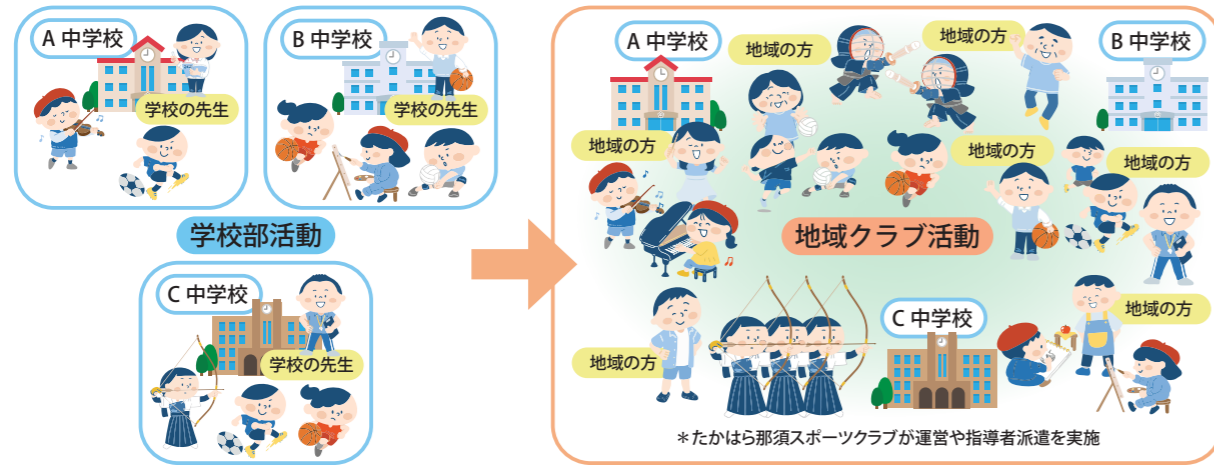 A 中学校
学校の先生
B 中学校
学校の先生
学校部活動
C 中学校
学校の先生
A 中学校
地域の方
地域の方
B 中学校
地域の方
地域の方
地域の方
地域クラブ活動
C 中学校
地域の方
地域の方
＊たかはら那須スポーツクラブが運営や指導者派遣を実施